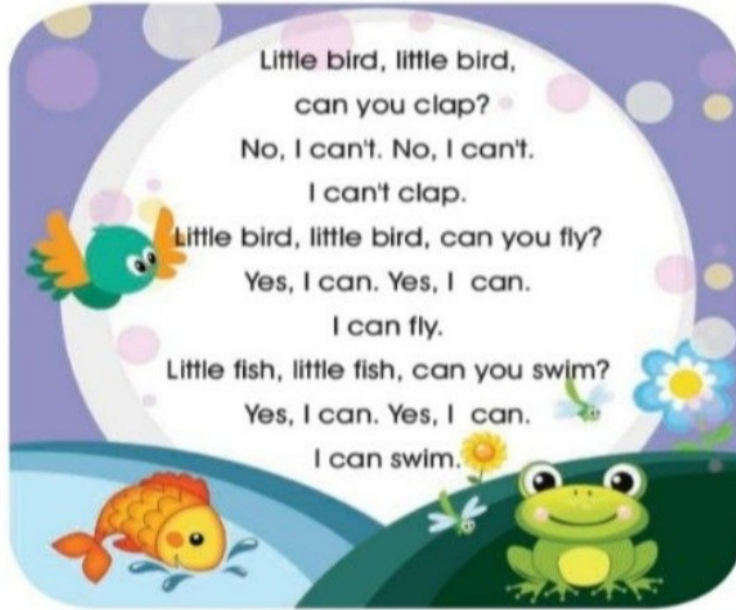 Little bird, little bird,
can you clap?
No, I can't. No, I can't.
I can't clap.
Little bird, little bird, can you fly?
Yes, I can. Yes, I can.
I can fly.
Little fish, little fish, can you swim?
Yes, I can. Yes, I can.
I can swim.